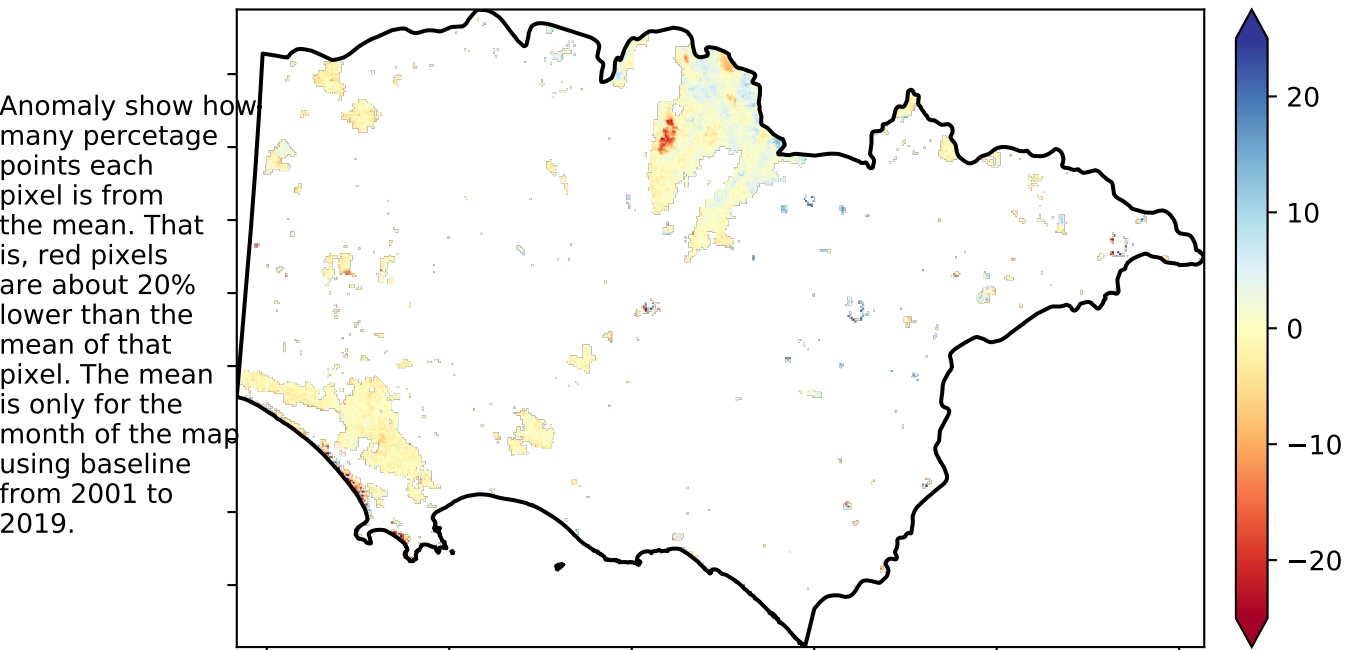 Anomaly show how
many percetage
points each
pixel is from
the mean. That
is, red pixels
are about 20%
lower than the
mean of that
pixel. The mean
is only for the
month of the map
using baseline
from 2001 to
2019.
20
10
0
−10
−20